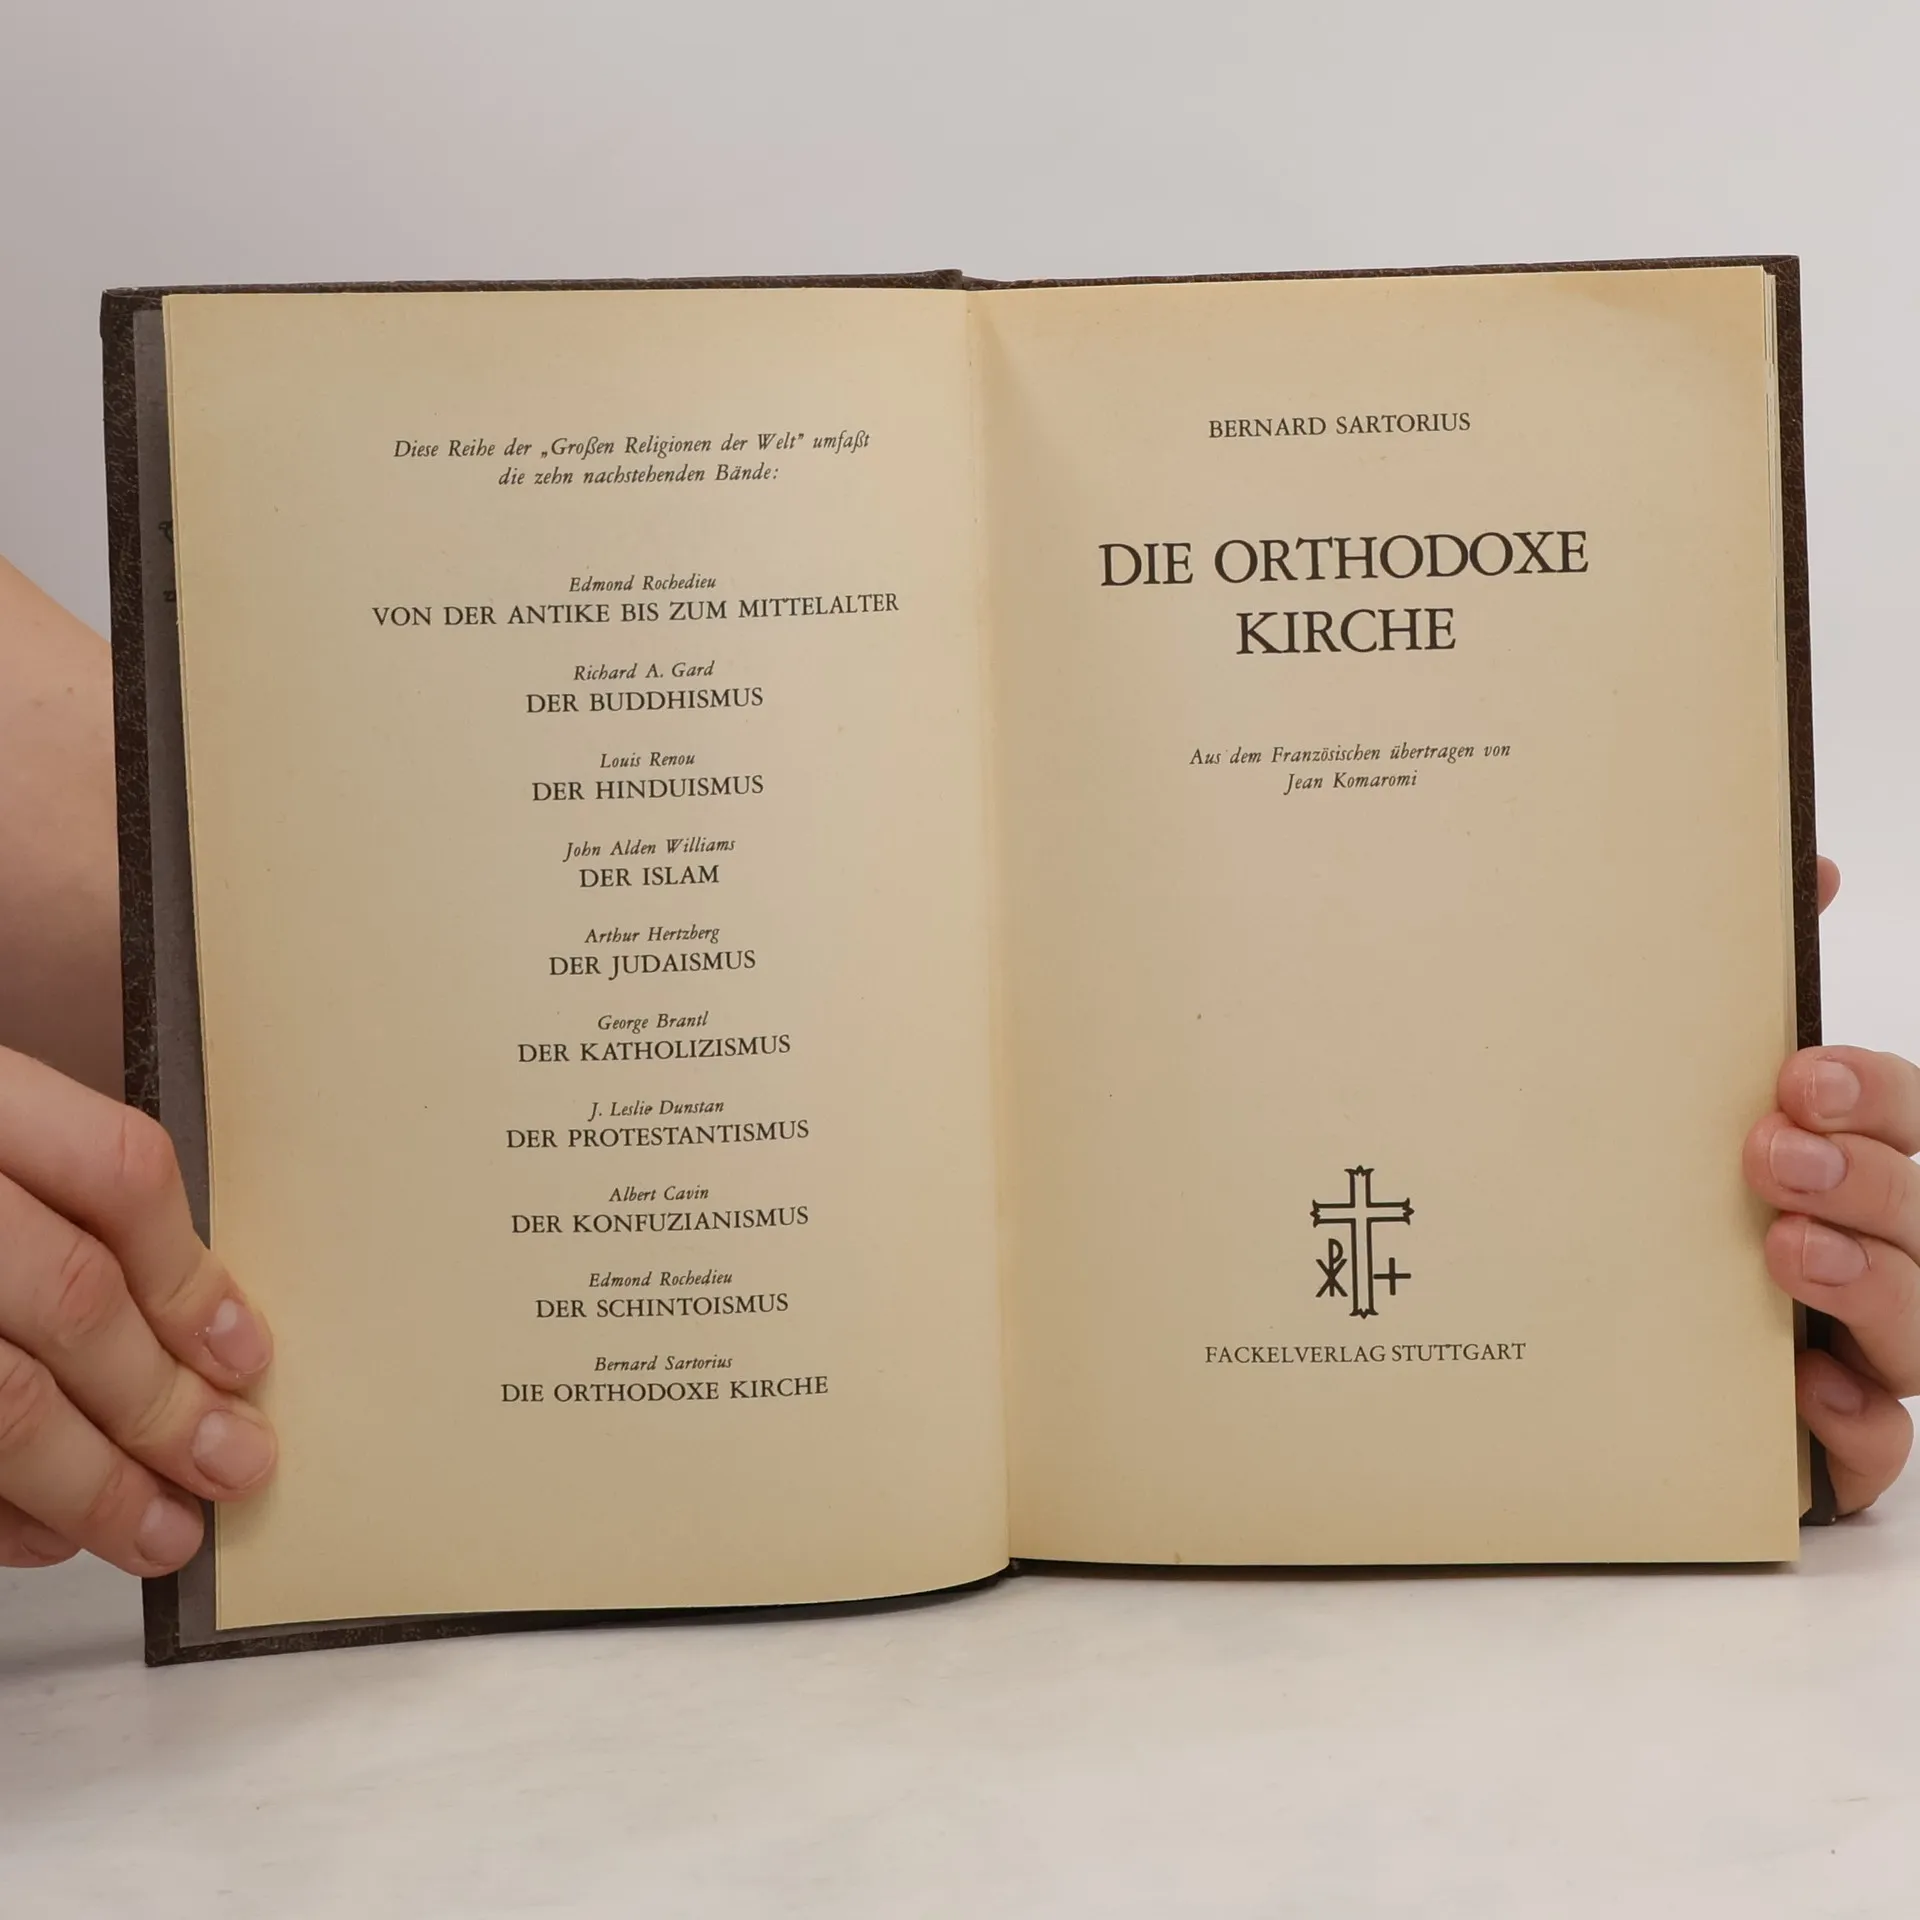 Diese Reihe der „Großen Religionen der Welt” umfaßt
die zehn nachstehenden Bände:
Edmond Rochedieu
VON DER ANTIKE BIS ZUM MITTELALTER
Richard A. Gard
DER BUDDHISMUS
Louis Renou
DER HINDUISMUS
John Alden Williams
DER ISLAM
Arthur Hertzberg
DER JUDAISMUS
George Brantl
DER KATHOLIZISMUS
J. Leslie Dunstan
DER PROTESTANTISMUS
Albert Cavin
DER KONFUZIANISMUS
Edmond Rochedieu
DER SCHINTOISMUS
Bernard Sartorius
DIE ORTHODOXE KIRCHE
BERNARD SARTORIUS
DIE ORTHODOXE
KIRCHE
Aus dem Französischen übertragen von
Jean Komaromi
FACKELVERLAG STUTTGART